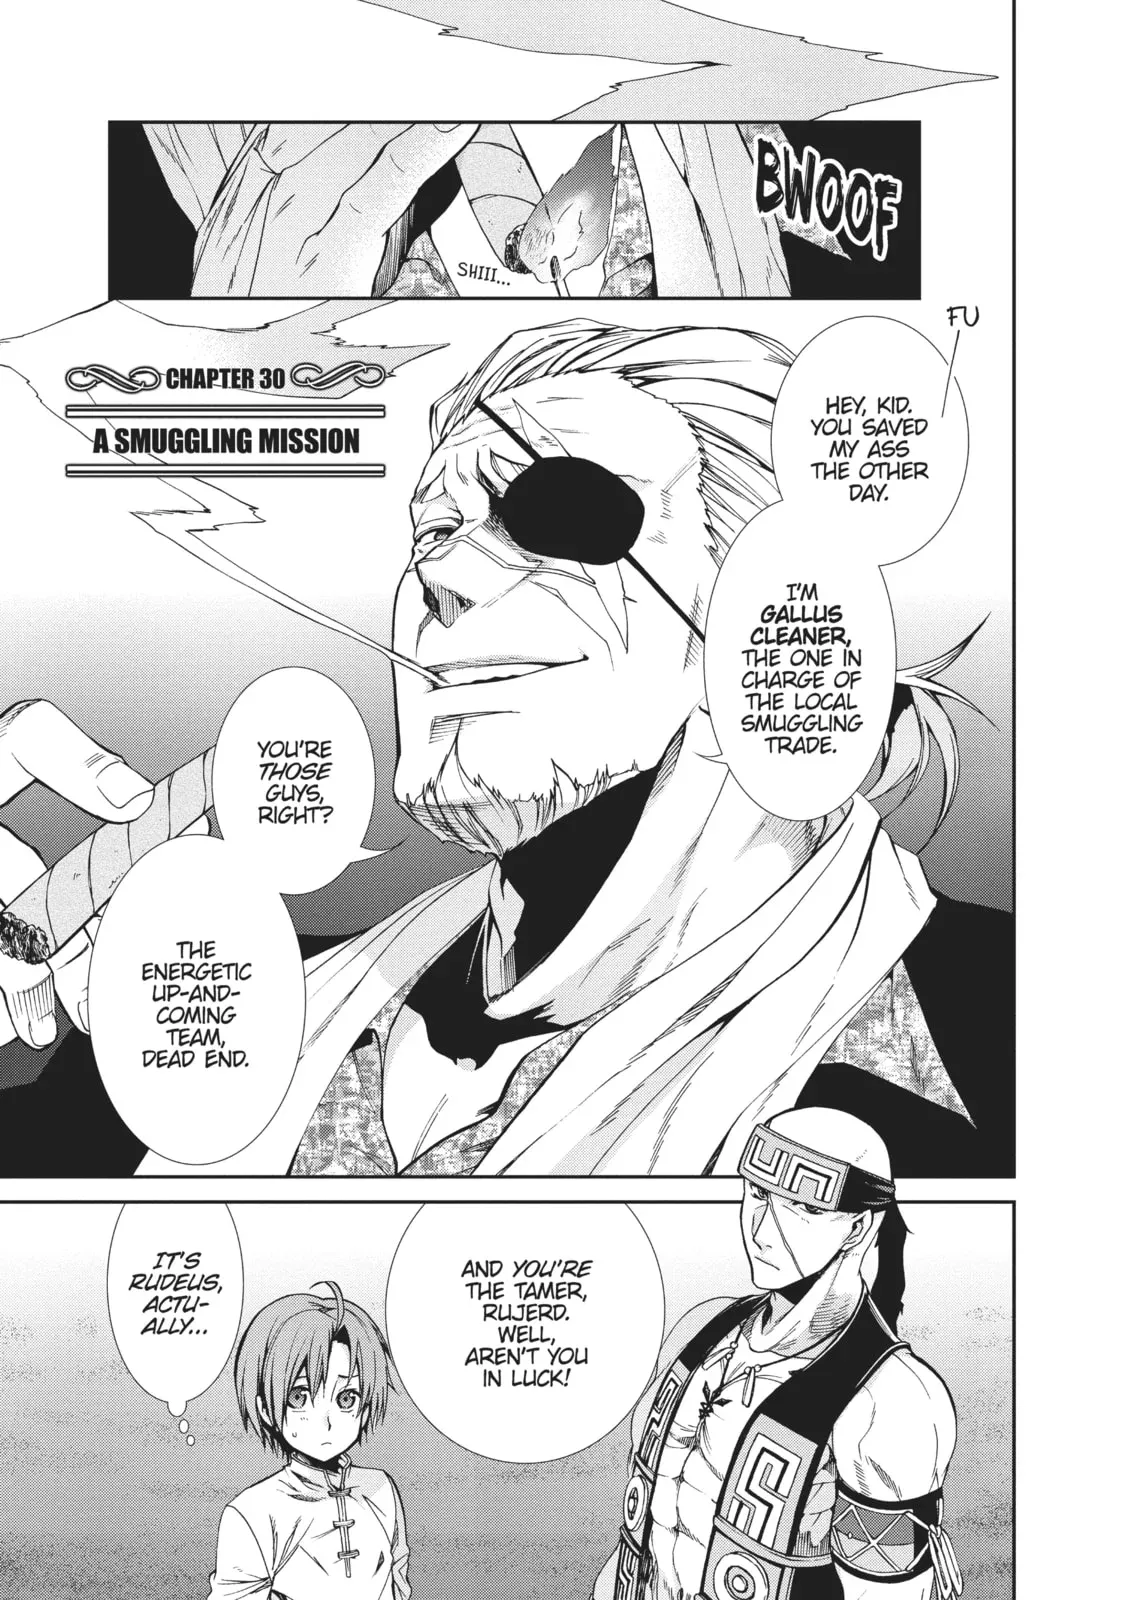 BWOOF
SHIII...
FU
CHAPTER 30
A SMUGGLING MISSION
HEY, KID.
YOU SAVED
MY ASS
THE OTHER
DAY.
I'M
GALLUS
CLEANER,
THE ONE IN
CHARGE OF
THE LOCAL
SMUGGLING
TRADE.
YOU'RE
THOSE
GUYS,
RIGHT?
THE
ENERGETIC
UP-AND-
COMING
TEAM,
DEAD END.
AND YOU'RE
THE TAMER,
RUJERD.
WELL,
AREN'T YOU
IN LUCK!
IT'S
RUDEUS,
ACTU-
ALLY...